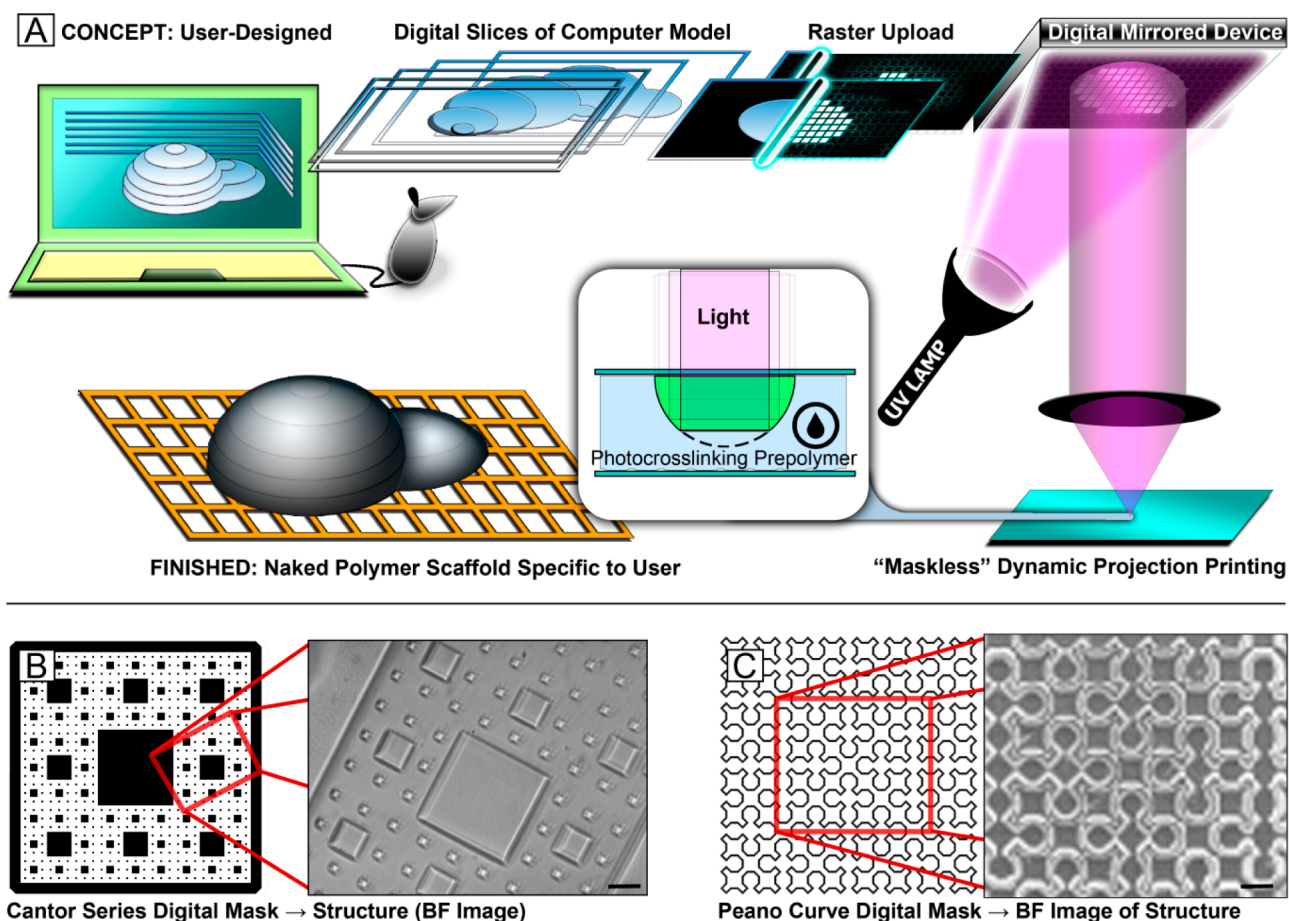 A CONCEPT: User-Designed
Digital Slices of Computer Model
Raster Upload
Digital Mirrored Device
Light
UV LAMP
Photocrosslinking Prepolymer
FINISHED: Naked Polymer Scaffold Specific to User
“Maskless” Dynamic Projection Printing
B
C
Cantor Series Digital Mask → Structure (BF Image)
Peano Curve Digital Mask → BF Image of Structure